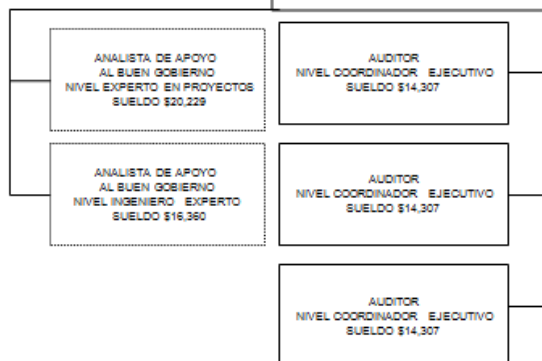 ANALISTA DE APOYO
AL BUEN GOBIERNO
NIVEL EXPERTO EN PROYECTOS
SUELDO $20,229
ANALISTA DE APOYO
AL BUEN GOBIERNO
NIVEL INGENIERO EXPERTO
SUELDO $16,360
AUDITOR
NIVEL COORDINADOR EJECUTIVO
SUELDO $14,307
AUDITOR
NIVEL COORDINADOR EJECUTIVO
SUELDO $14,307
AUDITOR
NIVEL COORDINADOR EJECUTIVO
SUELDO $14,307